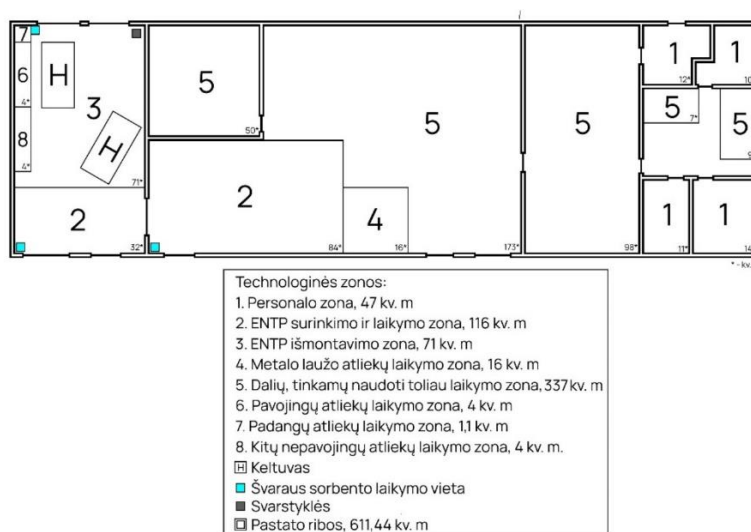 7
6
4*
H
3
H
8
4*
71*
2
32*
5
50*
2
84*
4
16*
5
173*
5
98*
1
12*
1
10
5
7*
5
9
1
11*
1
14
* - kv.
Technologinės zonos:
1. Personalo zona, 47 kv. m
2. ENTP surinkimo ir laikymo zona, 116 kv. m
3. ENTP išmontavimo zona, 71 kv. m
4. Metalo laužo atliekų laikymo zona, 16 kv. m
5. Dalių, tinkamų naudoti toliau laikymo zona, 337 kv. m
6. Pavojingų atliekų laikymo zona, 4 kv. m
7. Padangų atliekų laikymo zona, 1,1 kv. m
8. Kitų nepavojingų atliekų laikymo zona, 4 kv. m.
H Keltuvas
Švaraus sorbento laikymo vieta
Svarstyklės
Pastato ribos, 611,44 kv. m